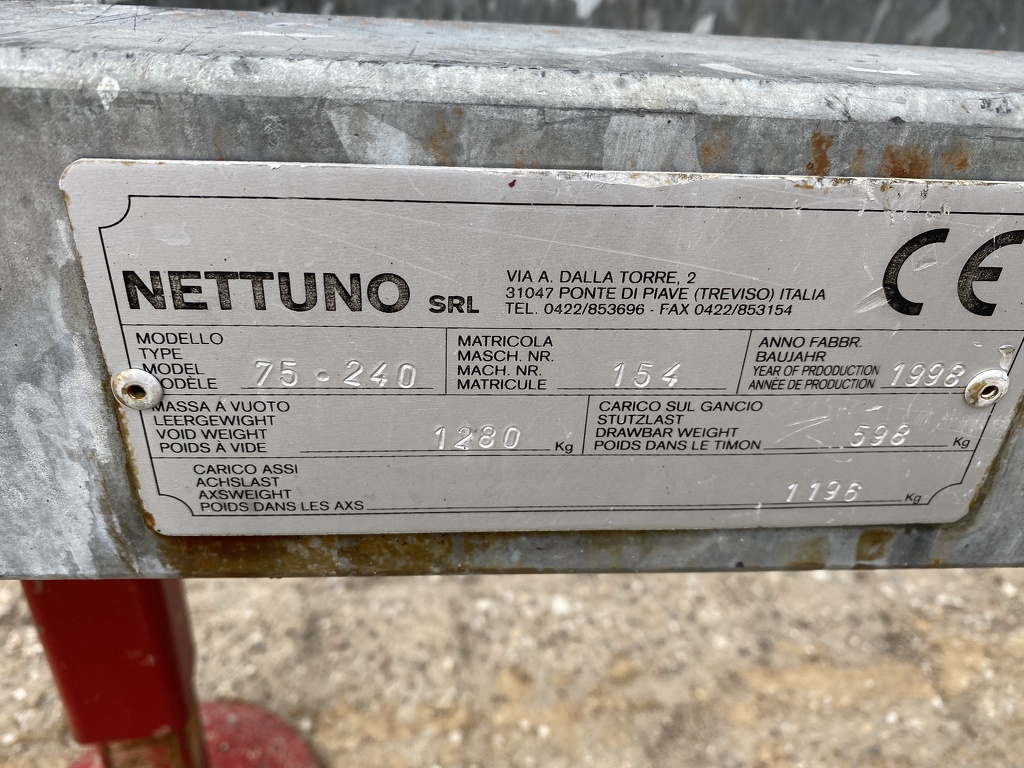 NETTUNO SRL
VIA A. DALLA TORRE, 2
31047 PONTE DI PIAVE (TREVISO) ITALIA
TEL. 0422/853696 - FAX 0422/853154
CE
MODELLO
TYPE
MODEL
MODÈLE 75-240
MATRICOLA
MASCH. NR.
MACH. NR.
MATRICULE 154
ANNO FABBR.
BAUJAHR
YEAR OF PRDODUCTION
ANNÉE DE PRODUCTION 1998
MASSA A VUOTO
LEERGEWIGHT
VOID WEIGHT
POIDS À VIDE 1280 Kg
CARICO SUL GANCIO
STUTZLAST
DRAWBAR WEIGHT
POIDS DANS LE TIMON 598 Kg
CARICO ASSI
ACHSLAST
AXSWEIGHT
POIDS DANS LES AXS 1196 Kg